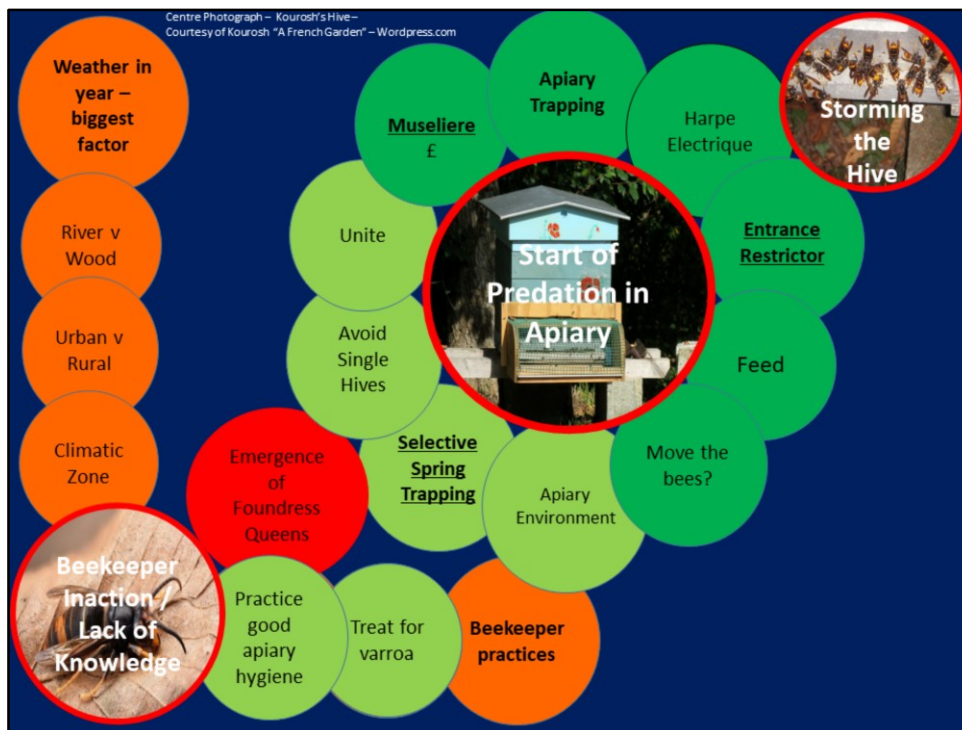 Centre Photograph – Kourosh's Hive –
Courtesy of Kourosh "A French Garden" – Wordpress.com
Weather in
year –
biggest
factor
River v
Wood
Urban v
Rural
Climatic
Zone
Beekeeper
Inaction /
Lack of
Knowledge
Practice
good
apiary
hygiene
Treat for
varroa
Beekeeper
practices
Emergence
of
Foundress
Queens
Selective
Spring
Trapping
Apiary
Environment
Avoid
Single
Hives
Unite
Museliere
£
Apiary
Trapping
Harpe
Electrique
Entrance
Restrictor
Feed
Move the
bees?
Start of
Predation in
Apiary
Storming
the
Hive